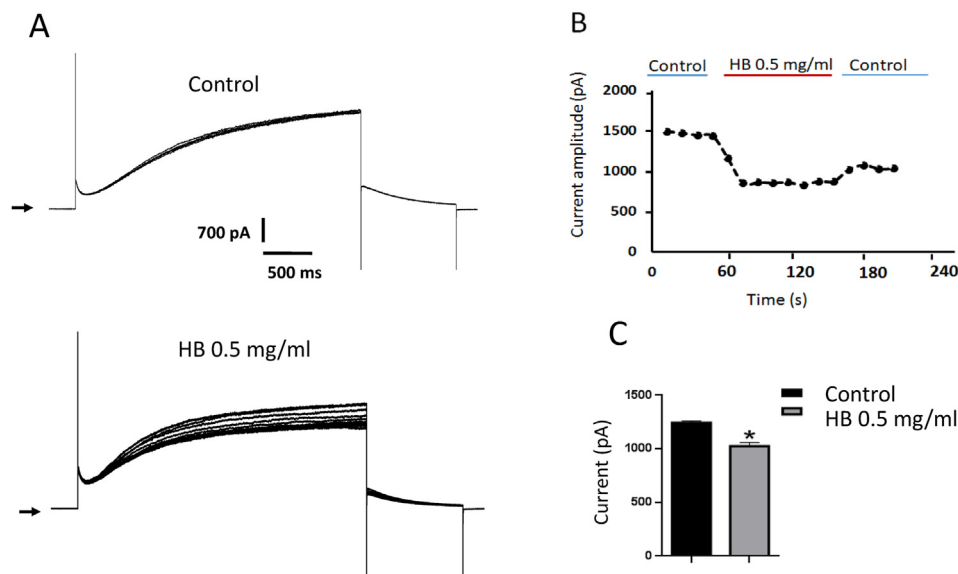 A
Control
700 pA
500 ms
HB 0.5 mg/ml
B
Control HB 0.5 mg/ml Control
Current amplitude (pA)
2000
1500
1000
500
0
0 60 120 180 240
Time (s)
C
Control
HB 0.5 mg/ml
Current (pA)
1500
1000
500
0
*